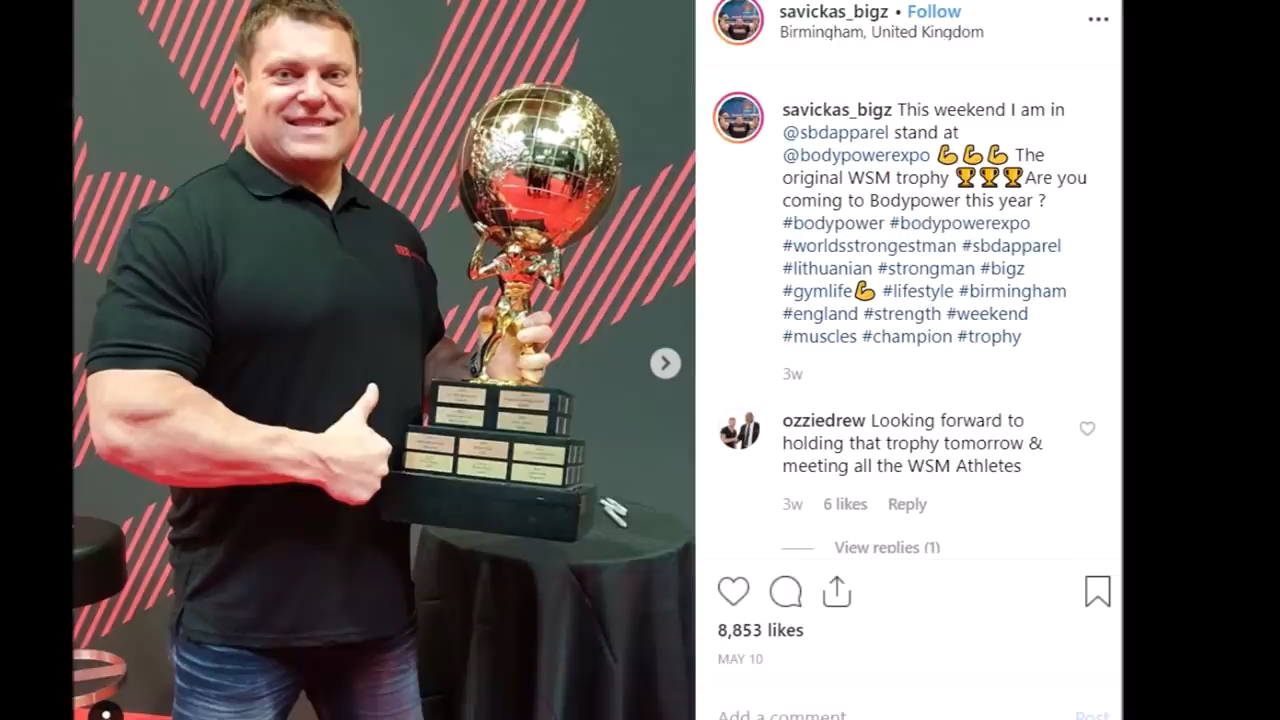 savickas_bigz • Follow
Birmingham, United Kingdom
savickas_bigz This weekend I am in
@sbdapparel stand at
@bodypowerexpo 💪💪💪 The
original WSM trophy 🏆🏆🏆Are you
coming to Bodypower this year ?
#bodypower #bodypowerexpo
#worldsstrongestman #sbdapparel
#lithuanian #strongman #bigz
#gymlife💪 #lifestyle #birmingham
#england #strength #weekend
#muscles #champion #trophy
3w
ozziedrew Looking forward to
holding that trophy tomorrow &
meeting all the WSM Athletes
3w 6 likes Reply
View replies (1)
8,853 likes
MAY 10
Add a comment Post